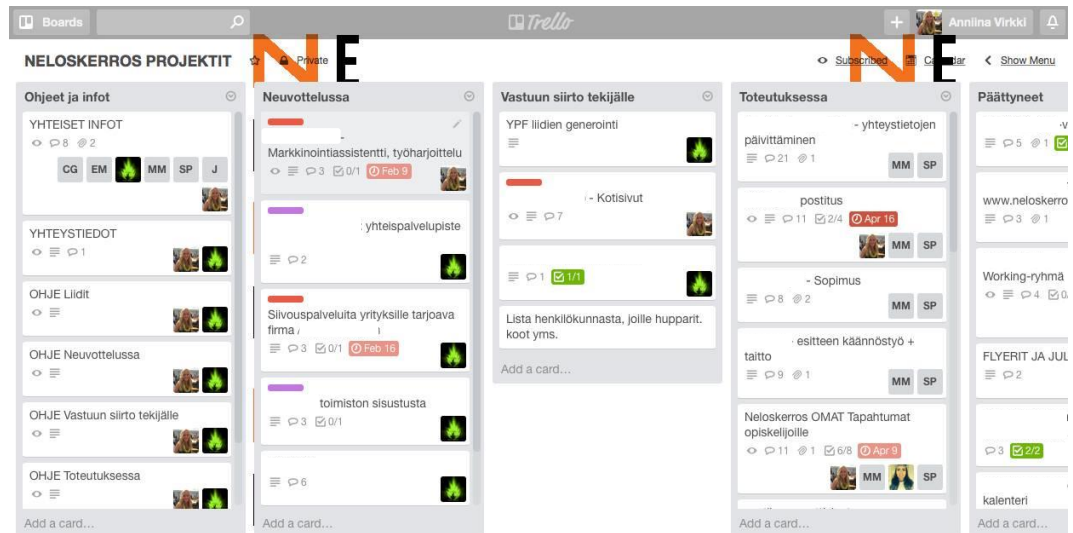 Boards
Trello
+ Anniina Virkki
NELOSKERROS PROJEKTIT
Private
NE
Subscribed
Calendar
Show Menu
NE
Ohjeet ja infot
YHTEISET INFOT
8 2
CG EM MM SP J
YHTEYSTIEDOT
1
OHJE Liidit
OHJE Neuvottelussa
OHJE Vastuun siirto tekijälle
OHJE Toteutuksessa
Add a card...
Neuvottelussa
-
Markkinointiassistentti, työharjoittelu
3 0/1 Feb 9
: yhteispalvelupiste
2
Siivouspalveluita yrityksille tarjoava
firma
3 0/1 Feb 16
toimiston sisustusta
3 0/1
6
Add a card...
Vastuun siirto tekijälle
YPF liidien generointi
- Kotisivut
7
1 1/1
Lista henkilökunnasta, joille hupparit.
koot yms.
Add a card...
Toteutuksessa
- yhteystietojen
päivittäminen
21 1
MM SP
postitus
11 2/4 Apr 16
MM SP
- Sopimus
8 2
MM SP
esitteen käännöstyö +
taitto
9 1
MM SP
Neloskerros OMAT Tapahtumat
opiskelijoille
11 1 6/8 Apr 9
MM SP
Add a card...
Päättyneet
5 1
www.neloskerro
3 1
Working-ryhmä
4 0/
FLYERIT JA JUL
2
3 2/2
kalenteri
Add a card...